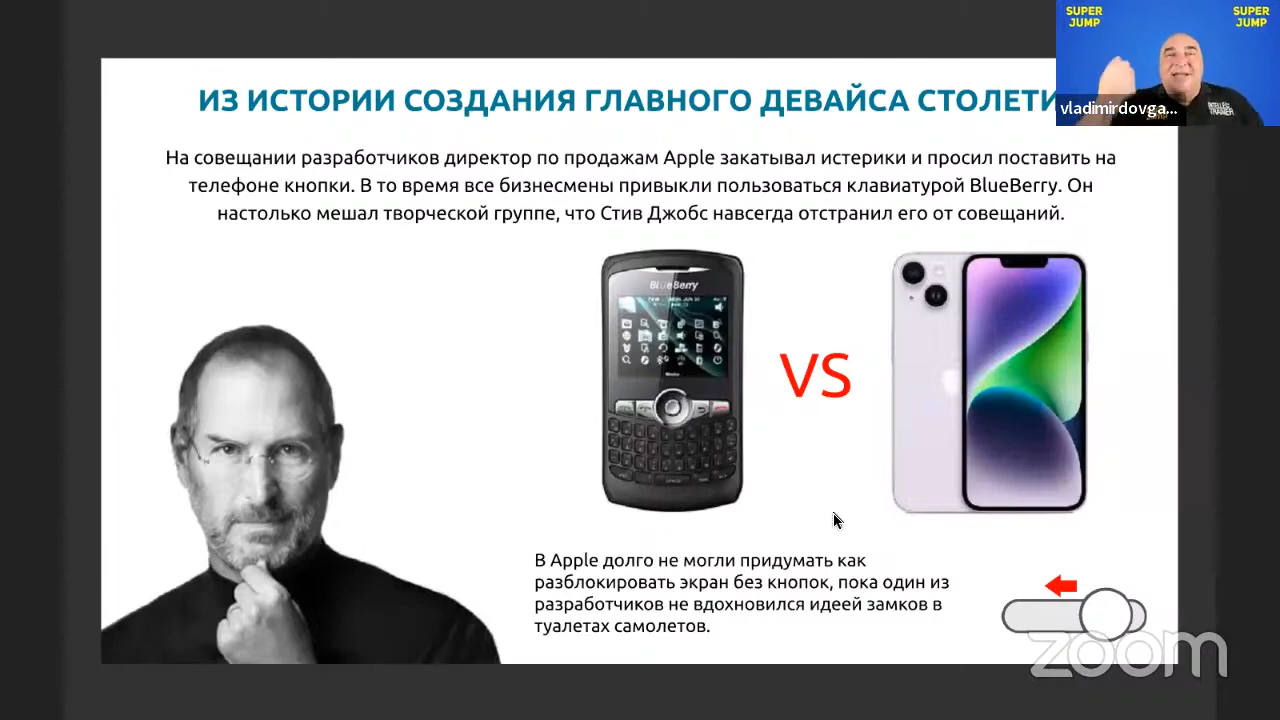 SUPER
JUMP
SUPER
JUMP
vladimirdovga...
INTELLECT
TRAINER
ИЗ ИСТОРИИ СОЗДАНИЯ ГЛАВНОГО ДЕВАЙСА СТОЛЕТИ
На совещании разработчиков директор по продажам Apple закатывал истерики и просил поставить на
телефоне кнопки. В то время все бизнесмены привыкли пользоваться клавиатурой BlueBerry. Он
настолько мешал творческой группе, что Стив Джобс навсегда отстранил его от совещаний.
BlueBerry
VS
В Apple долго не могли придумать как
разблокировать экран без кнопок, пока один из
разработчиков не вдохновился идеей замков в
туалетах самолетов.
zoom